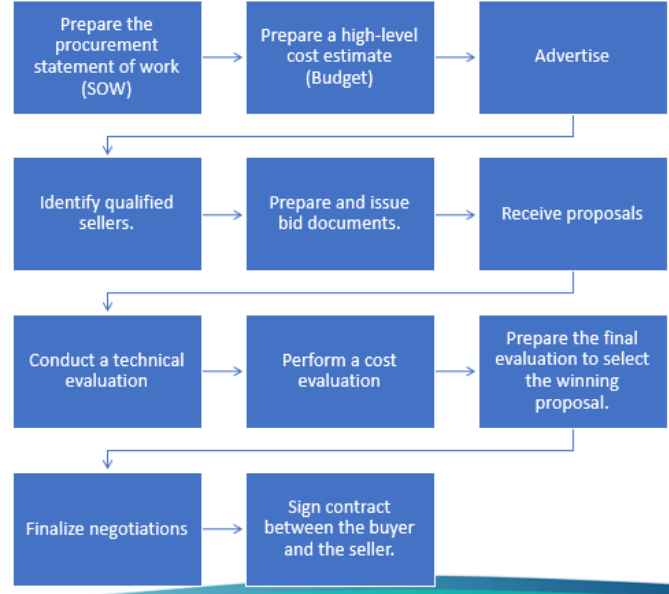 Prepare the
procurement
statement of work
(SOW)
Prepare a high-level
cost estimate
(Budget)
Advertise
Identify qualified
sellers.
Prepare and issue
bid documents.
Receive proposals
Conduct a technical
evaluation
Perform a cost
evaluation
Prepare the final
evaluation to select
the winning
proposal.
Finalize negotiations
Sign contract
between the buyer
and the seller.